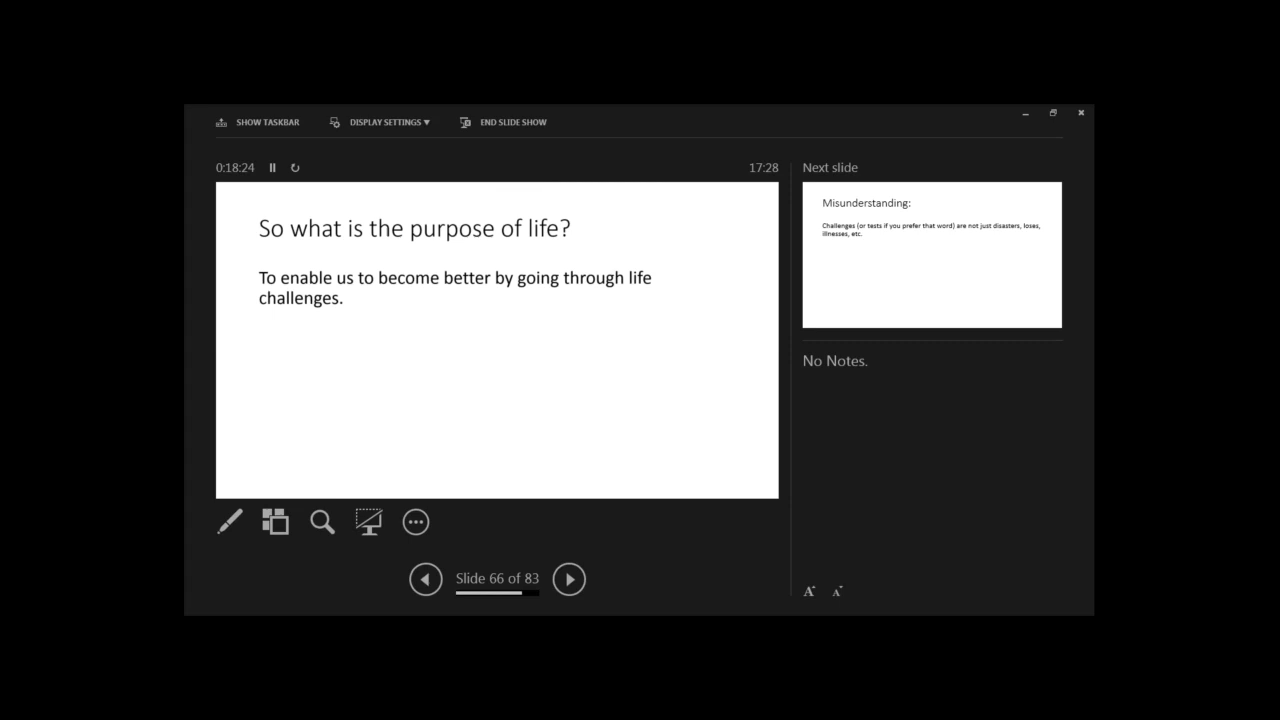 SHOW TASKBAR DISPLAY SETTINGS ▼ END SLIDE SHOW
0:18:24 17:28
So what is the purpose of life?
To enable us to become better by going through life
challenges.
Slide 66 of 83
Next slide
Misunderstanding:
Challenges (or tests if you prefer that word) are not just disasters, loses,
illnesses, etc.
No Notes.
A A